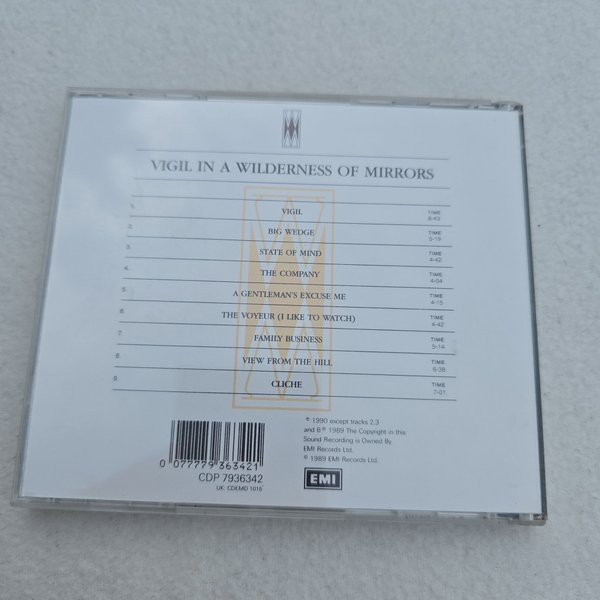 VIGIL IN A WILDERNESS OF MIRRORS
1. VIGIL TIME 8-43
2. BIG WEDGE TIME 5-19
3. STATE OF MIND TIME 4-42
4. THE COMPANY TIME 4-04
5. A GENTLEMAN'S EXCUSE ME TIME 4-15
6. THE VOYEUR (I LIKE TO WATCH) TIME 4-42
7. FAMILY BUSINESS TIME 5-14
8. VIEW FROM THE HILL TIME 6-38
9. CLICHE TIME 7-01
℗ 1990 except tracks 2,3
and 6 ℗ 1989 The Copyright in this
Sound Recording is Owned By
EMI Records Ltd.
© 1989 EMI Records Ltd.
0 077779 363421
CDP 7936342
UK: CDEMD 1015
EMI